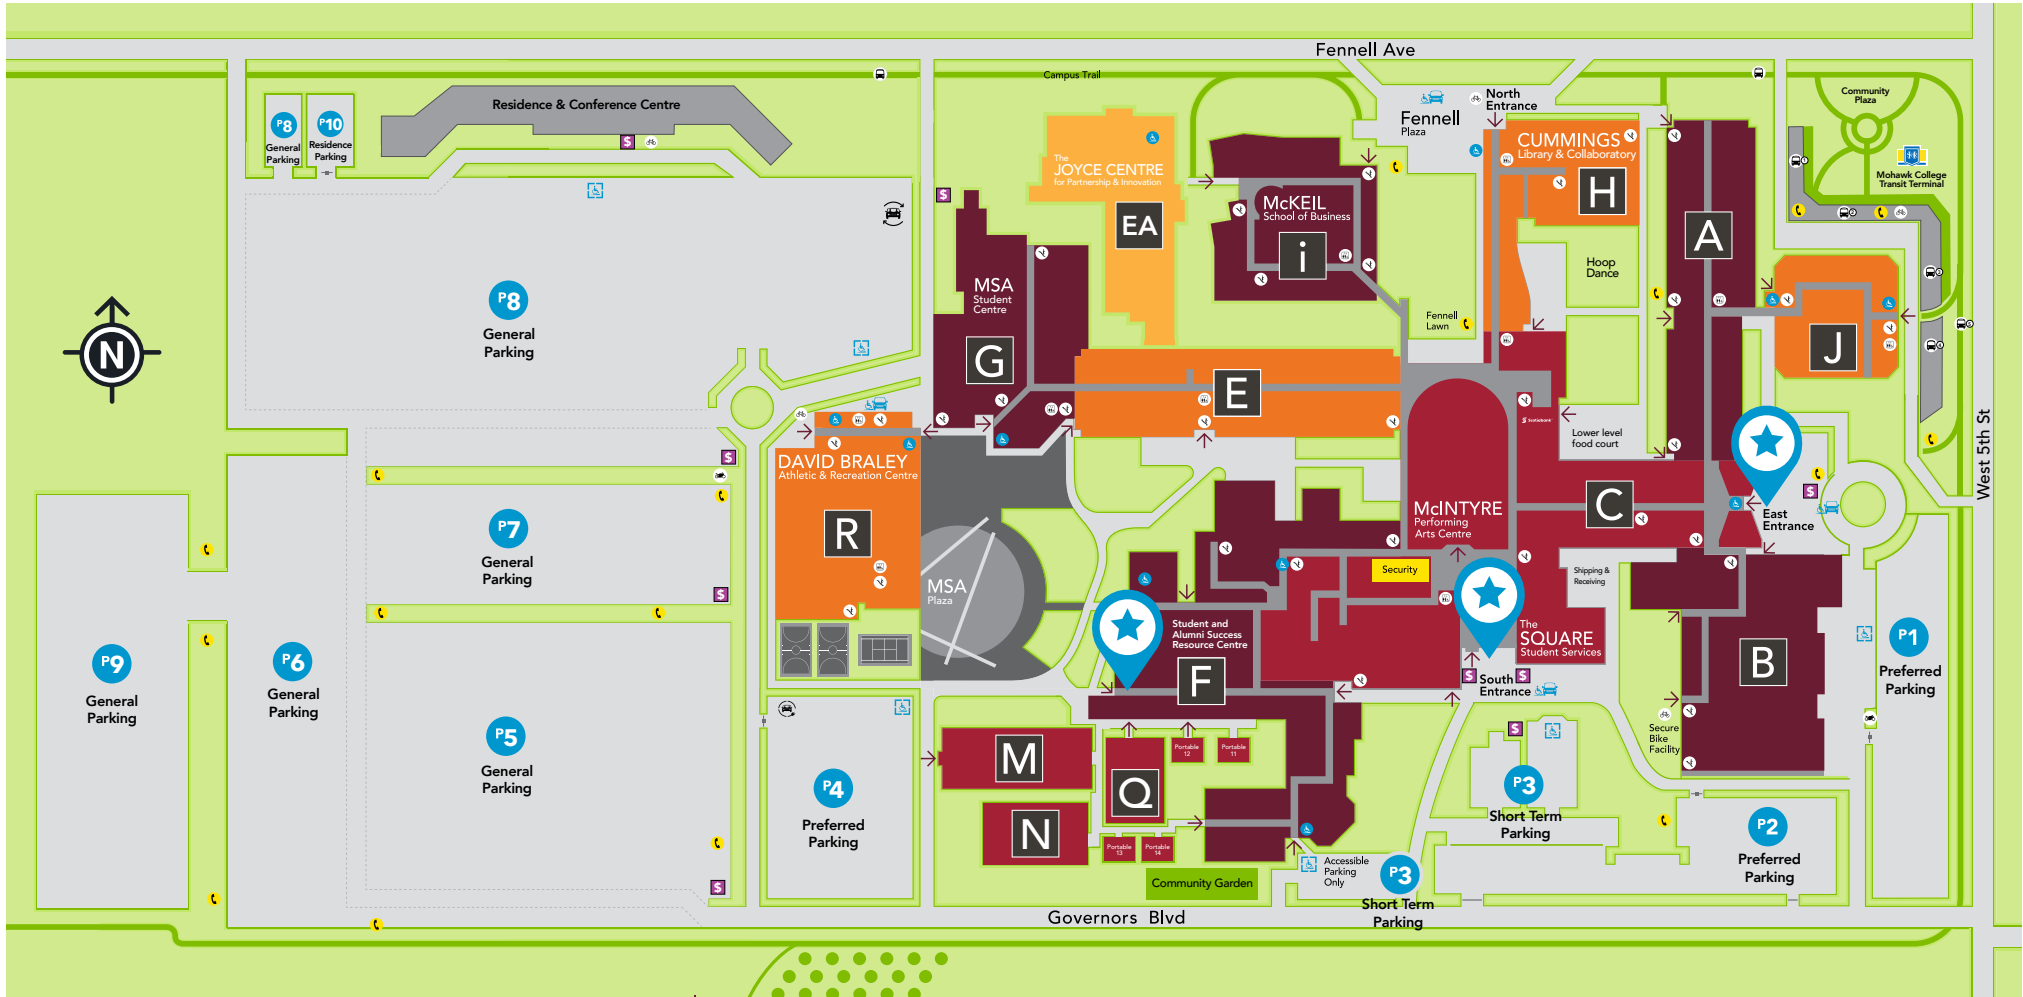 Fennell Ave
Campus Trail
P8
General
Parking
P10
Residence
Parking
Residence & Conference Centre
$
North
Entrance
Fennell
Plaza
Community
Plaza
Mohawk College
Transit Terminal
The
JOYCE CENTRE
for Partnership & Innovation
EA
McKEIL
School of Business
i
CUMMINGS
Library & Collaboratory
H
A
Hoop
Dance
$
MSA
Student
Centre
G
N
P8
General
Parking
Fennell
Lawn
E
J
Scotiabank
Lower level
food court
West 5th St
DAVID BRALEY
Athletic & Recreation Centre
R
$
P7
General
Parking
$
McINTYRE
Performing
Arts Centre
C
$
East
Entrance
MSA
Plaza
Security
Shipping &
Receiving
Student and
Alumni Success
Resource Centre
F
The
SQUARE
Student Services
B
P1
Preferred
Parking
P9
General
Parking
P6
General
Parking
$
South
Entrance
$
P5
General
Parking
$
P4
Preferred
Parking
M
Q
N
Portable
12
Portable
11
Portable
13
Portable
14
Secure
Bike
Facility
$
P3
Short Term
Parking
P2
Preferred
Parking
Accessible
Parking
Only
P3
Short Term
Parking
Community Garden
Governors Blvd